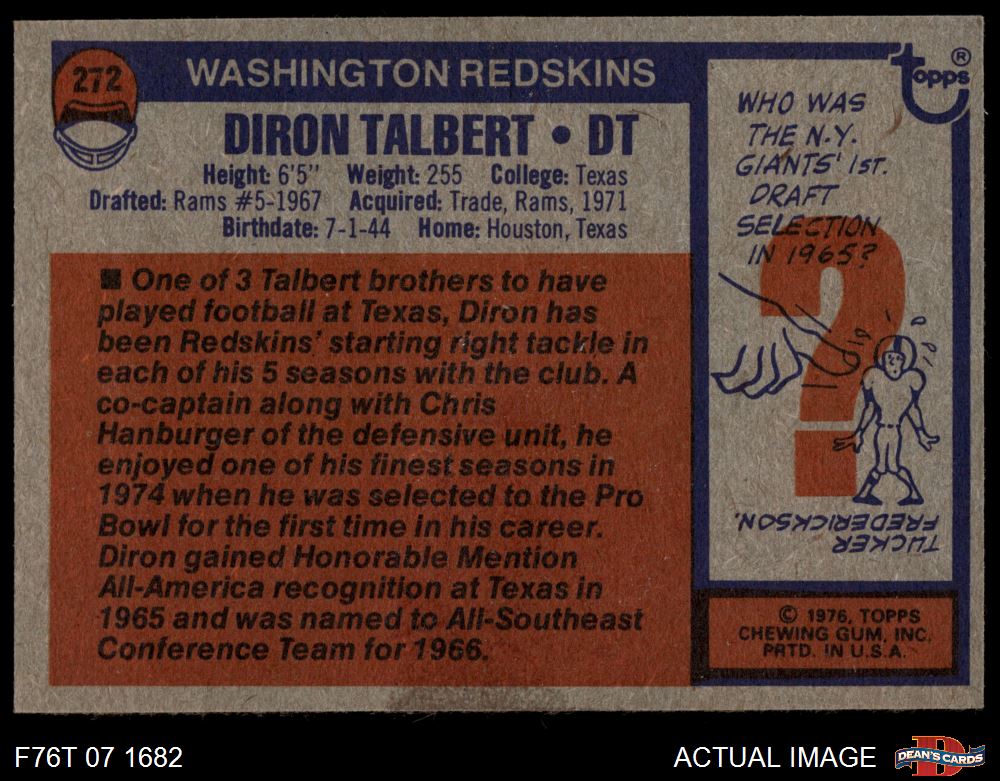 272
WASHINGTON REDSKINS
DIRON TALBERT • DT
Height: 6'5" Weight: 255 College: Texas
Drafted: Rams #5-1967 Acquired: Trade, Rams, 1971
Birthdate: 7-1-44 Home: Houston, Texas
■ One of 3 Talbert brothers to have
played football at Texas, Diron has
been Redskins' starting right tackle in
each of his 5 seasons with the club. A
co-captain along with Chris
Hanburger of the defensive unit, he
enjoyed one of his finest seasons in
1974 when he was selected to the Pro
Bowl for the first time in his career.
Diron gained Honorable Mention
All-America recognition at Texas in
1965 and was named to All-Southeast
Conference Team for 1966.
topps®
WHO WAS
THE N.Y.
GIANTS' 1ST.
DRAFT
SELECTION
IN 1965?
?
TUCKER
FREDERICKSON.
© 1976, TOPPS
CHEWING GUM, INC.
PRTD. IN U.S.A.
F76T 07 1682
ACTUAL IMAGE
D
DEAN'S CARDS